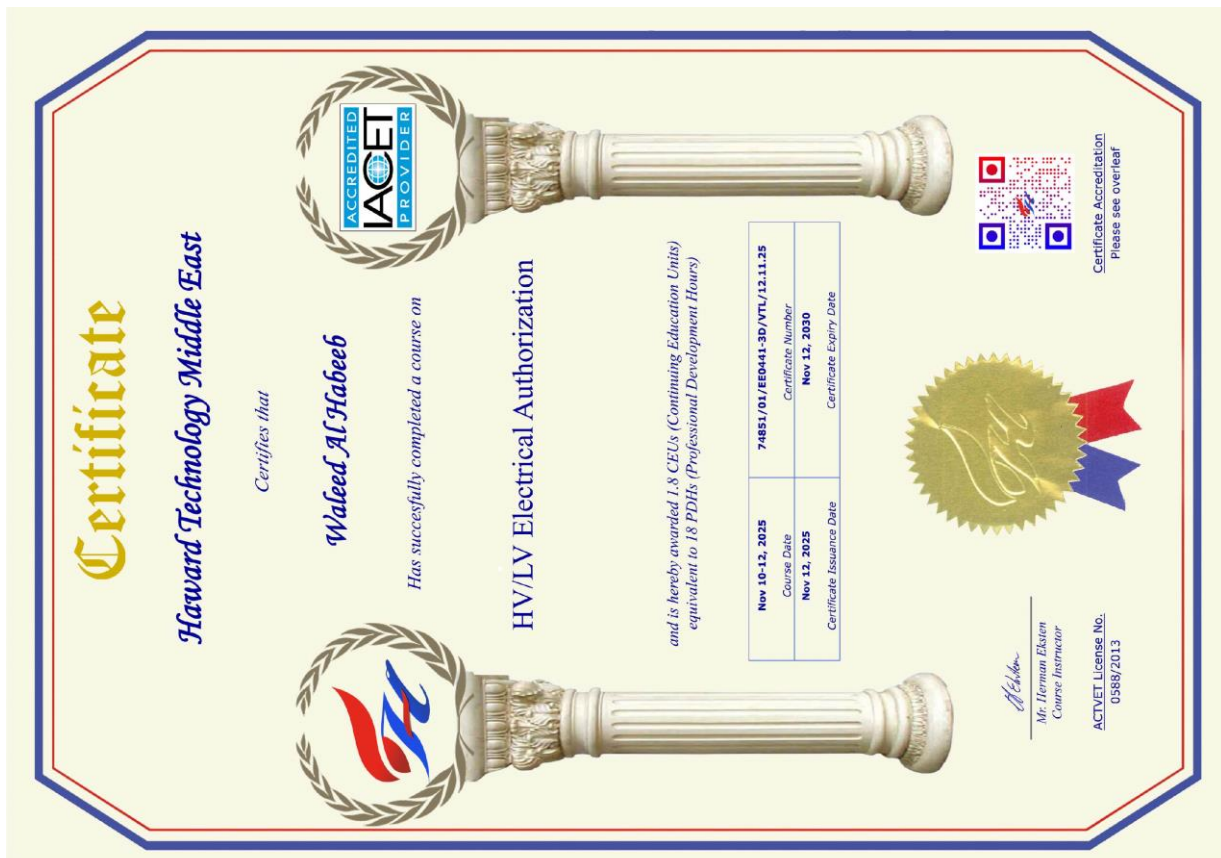 Certificate
Haward Technology Middle East
Certifies that
Waleed Al Habeeb
Has succesfully completed a course on
HV/LV Electrical Authorization
and is hereby awarded 1.8 CEUs (Continuing Education Units)
equivalent to 18 PDHs (Professional Development Hours)
Nov 10-12, 2025
Course Date
74851/01/EE0441-3D/VTL/12.11.25
Certificate Number
Nov 12, 2025
Certificate Issuance Date
Nov 12, 2030
Certificate Expiry Date
ACCREDITED
IACET
PROVIDER
Mr. Herman Eksten
Course Instructor
ACTVET License No.
0588/2013
Certificate Accreditation
Please see overleaf